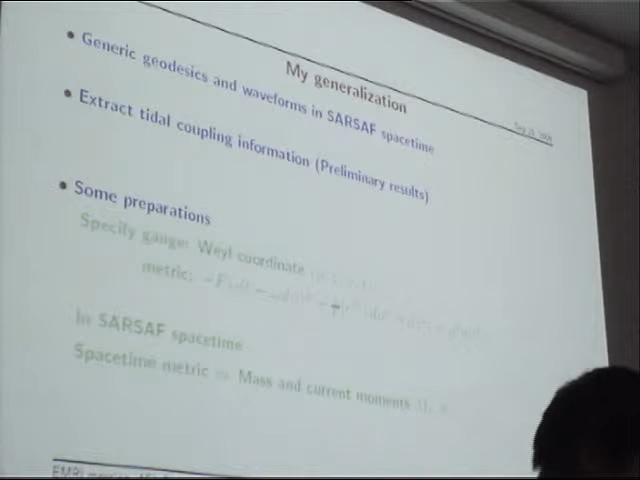 My generalization
• Generic geodesics and waveforms in SARSAF spacetime
• Extract tidal coupling information (Preliminary results)
• Some preparations
Specify gauge: Weyl coordinate
metric:
In SARSAF spacetime
Spacetime metric ⇔ Mass and current moments
EMRI